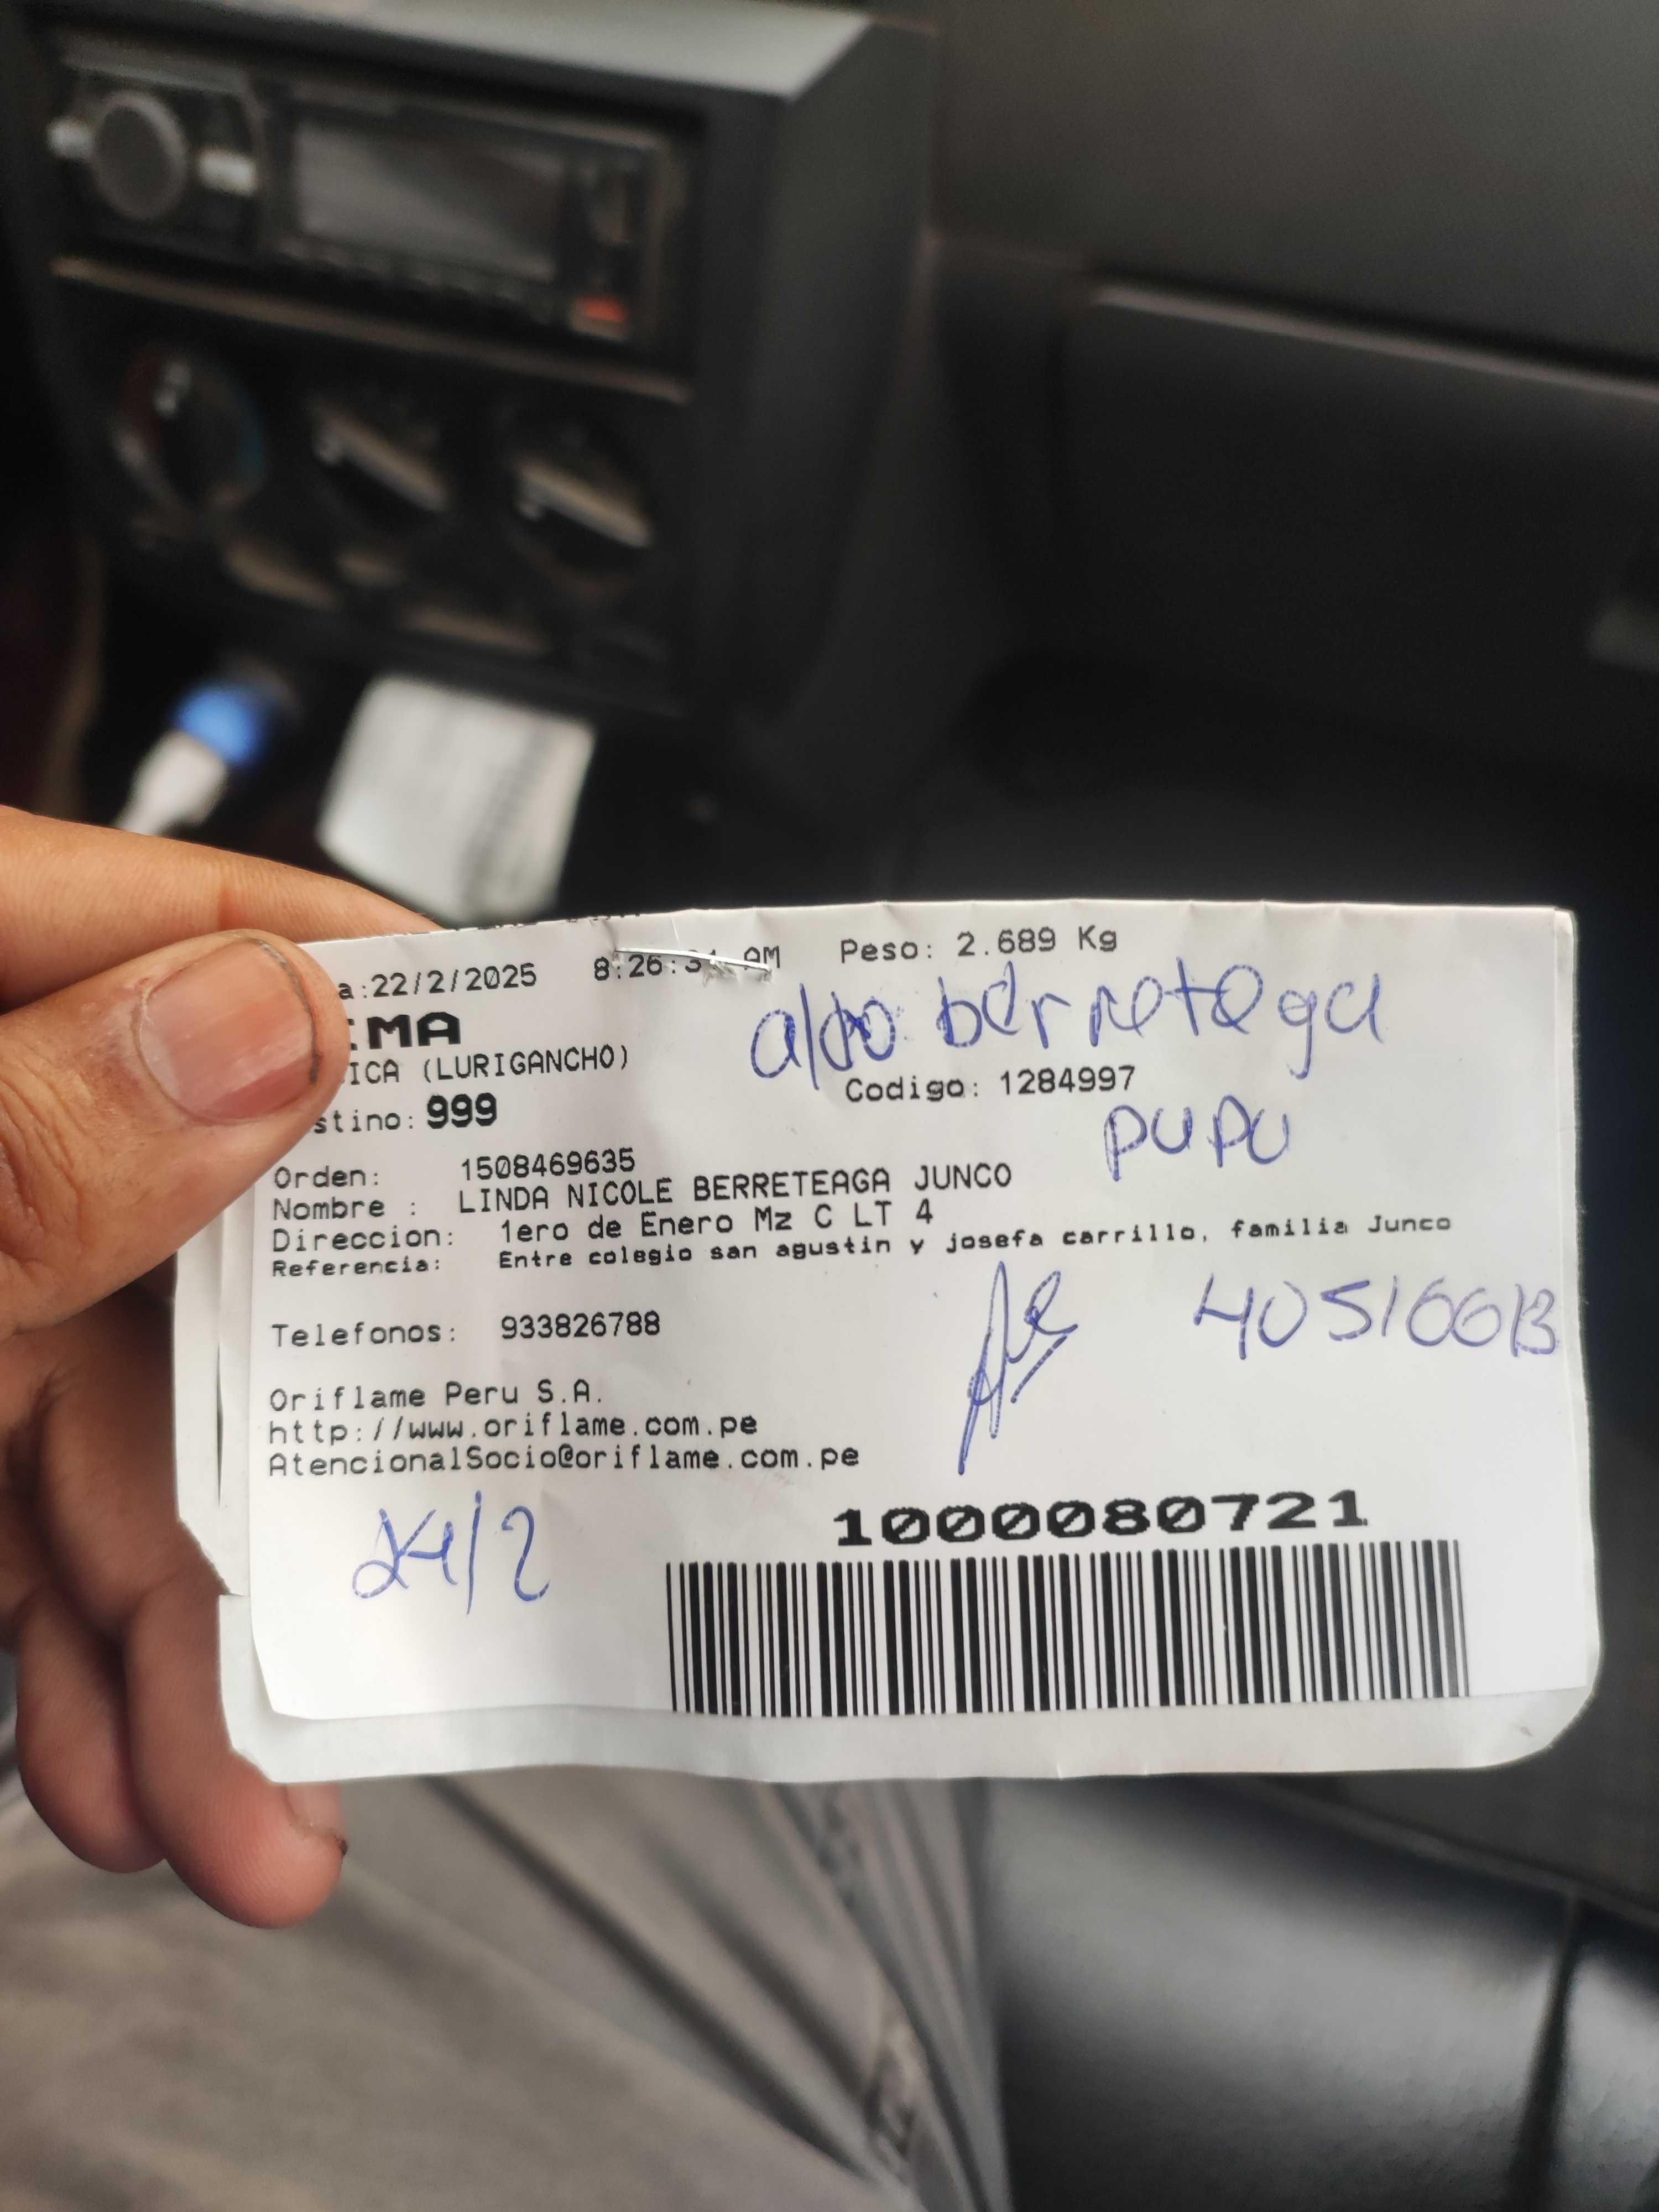 a:22/2/2025 8:26:31 AM Peso: 2.689 Kg
IMA
aldo berretega
ICA (LURIGANCHO)
Codigo: 1284997
stino: 999
PUPU
Orden: 1508469635
Nombre : LINDA NICOLE BERRETEAGA JUNCO
Direccion: 1ero de Enero Mz C LT 4
Referencia: Entre colegio san agustin y josefa carrillo, familia Junco
Telefonos: 933826788
Oriflame Peru S.A.
http://www.oriflame.com.pe
AtencionalSocio@oriflame.com.pe
24/2
1000080721